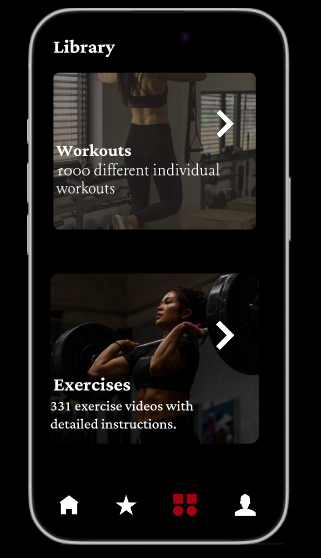 Library
Workouts
1000 different individual
workouts
Exercises
331 exercise videos with
detailed instructions.